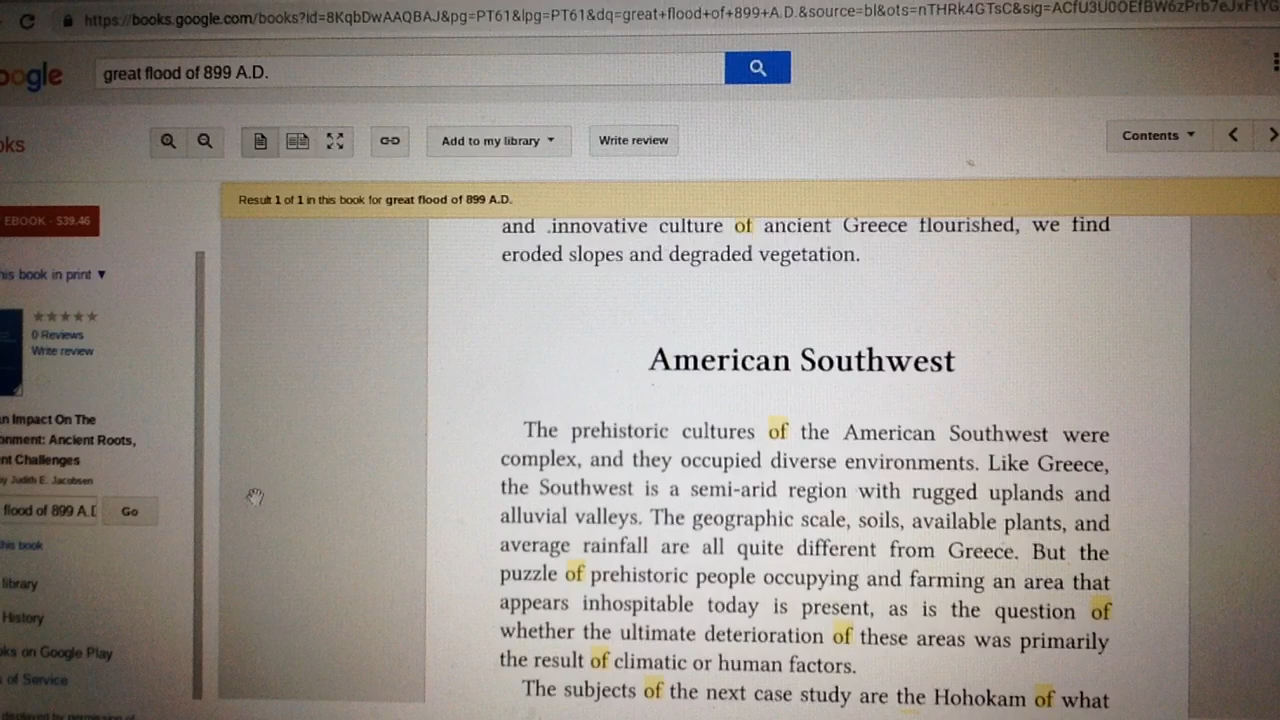 https://books.google.com/books?id=8KqbDwAAQBAJ&pg=PT61&lpg=PT61&dq=great+flood+of+899+A.D.&source=bl&ots=nTHRk4GTsC&sig=
oogle great flood of 899 A.D.
oks Add to my library Write review Contents
Result 1 of 1 in this book for great flood of 899 A.D.
EBOOK - $39.46
his book in print
0 Reviews
Write review
n Impact On The
onment: Ancient Roots,
nt Challenges
y Judith E. Jacobsen
flood of 899 A.D Go
his book
library
History
ks on Google Play
of Service
and .innovative culture of ancient Greece flourished, we find
eroded slopes and degraded vegetation.
American Southwest
The prehistoric cultures of the American Southwest were
complex, and they occupied diverse environments. Like Greece,
the Southwest is a semi-arid region with rugged uplands and
alluvial valleys. The geographic scale, soils, available plants, and
average rainfall are all quite different from Greece. But the
puzzle of prehistoric people occupying and farming an area that
appears inhospitable today is present, as is the question of
whether the ultimate deterioration of these areas was primarily
the result of climatic or human factors.
The subjects of the next case study are the Hohokam of what